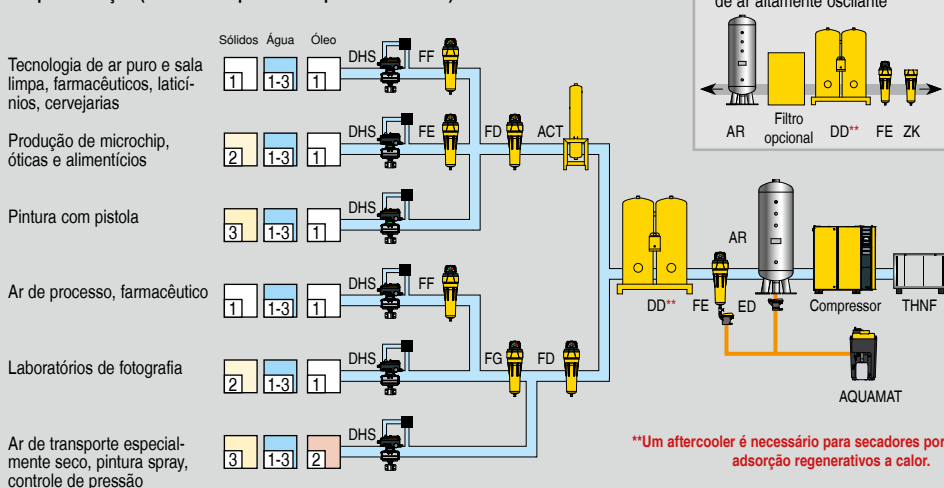 de ar altamente oscilante
AR
Filtro
opcional
DD**
FE
ZK
Sólidos Água Óleo
Tecnologia de ar puro e sala
limpa, farmacêuticos, laticí-
nios, cervejarias
1 1-3 1
DHS
FF
Produção de microchip,
óticas e alimentícios
2 1-3 1
DHS
FE
FD
ACT
Pintura com pistola
3 1-3 1
DHS
Ar de processo, farmacêutico
1 1-3 1
DHS
FF
Laboratórios de fotografia
2 1-3 1
DHS
FG
FD
Ar de transporte especial-
mente seco, pintura spray,
controle de pressão
3 1-3 2
DHS
DD**
FE
ED
AR
Compressor
THNF
AQUAMAT
**Um aftercooler é necessário para secadores por
adsorção regenerativos a calor.